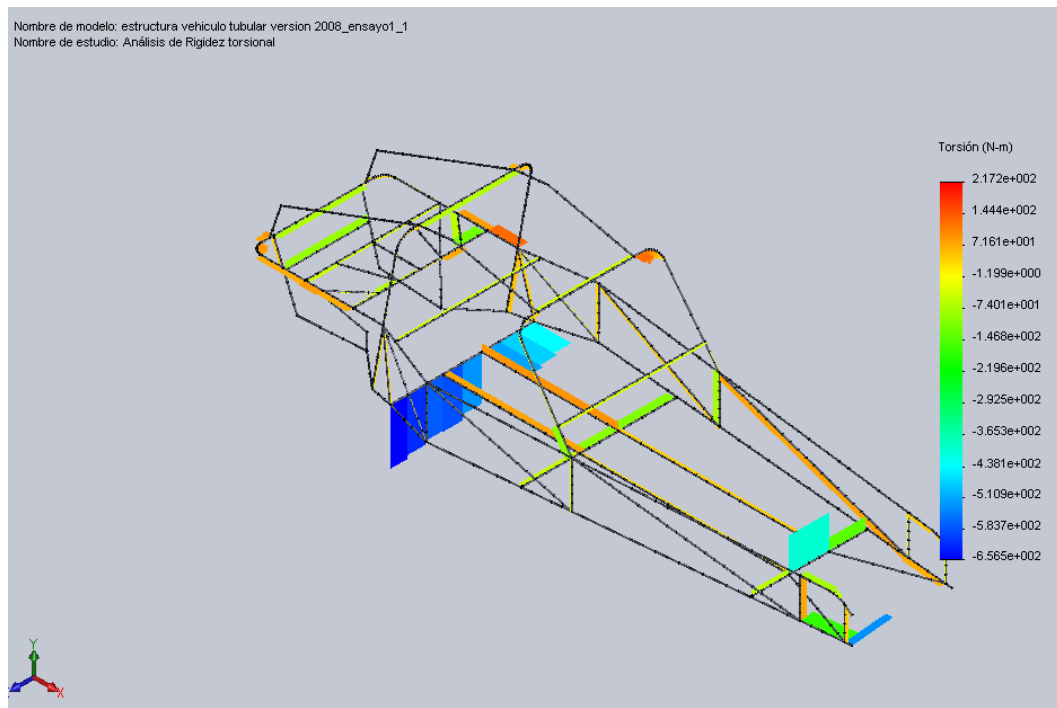 Nombre de modelo: estructura vehiculo tubular version 2008_ensayo1_1
Nombre de estudio: Análisis de Rigidez torsional
Torsión (N-m)
2.172e+002
1.444e+002
7.161e+001
-1.199e+000
-7.401e+001
-1.468e+002
-2.196e+002
-2.925e+002
-3.653e+002
-4.381e+002
-5.109e+002
-5.837e+002
-6.565e+002
Y
X